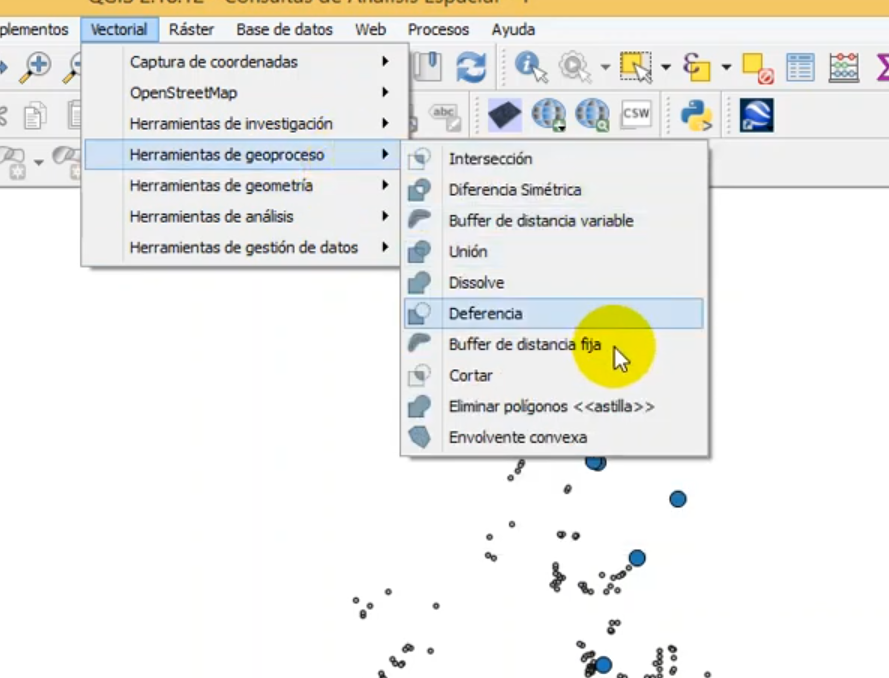 plementos Vectorial Ráster Base de datos Web Procesos Ayuda
Captura de coordenadas
OpenStreetMap
Herramientas de investigación
Herramientas de geoproceso
Herramientas de geometría
Herramientas de análisis
Herramientas de gestión de datos
abc
CSW
Intersección
Diferencia Simétrica
Buffer de distancia variable
Unión
Dissolve
Deferencia
Buffer de distancia fija
Cortar
Eliminar polígonos <<astilla>>
Envolvente convexa